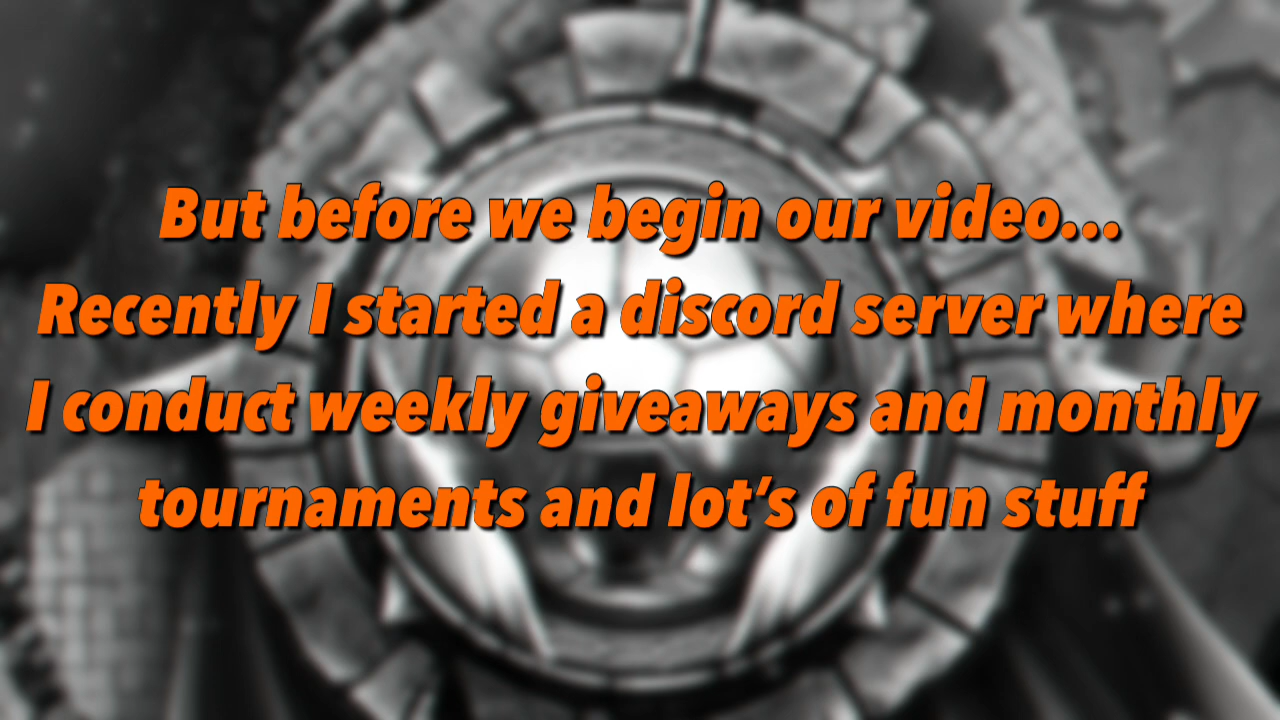 But before we begin our video...
Recently I started a discord server where
I conduct weekly giveaways and monthly
tournaments and lot's of fun stuff